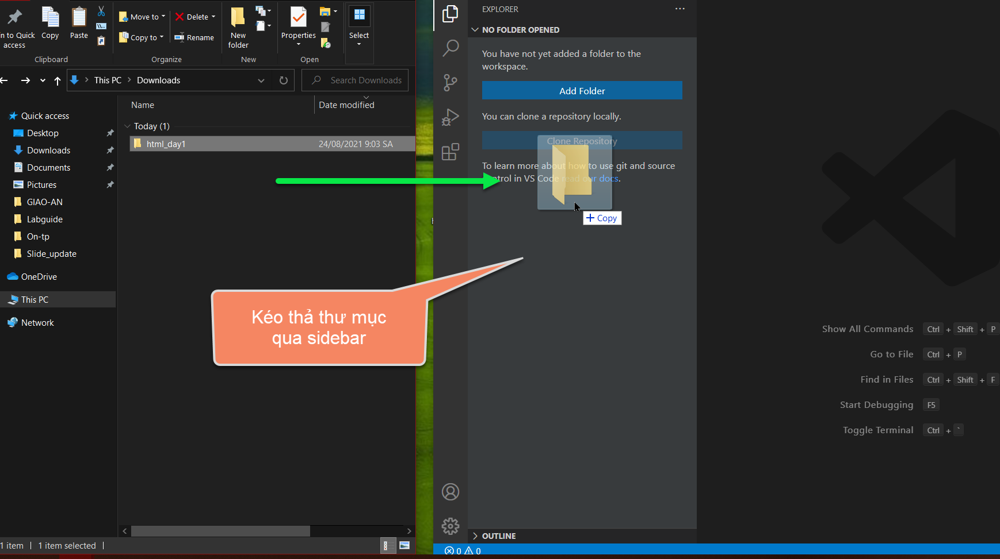 Move to
Delete
n to Quick
access
Copy
Paste
Copy to
Rename
New
folder
Properties
Select
Clipboard
Organize
New
Open
This PC
Downloads
Search Downloads
Name
Date modified
Quick access
Today (1)
Desktop
html_day1
24/08/2021 9:03 SA
Downloads
Documents
Pictures
GIAO-AN
Labguide
On-tp
Slide_update
OneDrive
This PC
Network
1 item
1 item selected
Kéo thả thư mục
qua sidebar
EXPLORER
NO FOLDER OPENED
You have not yet added a folder to the
workspace.
Add Folder
You can clone a repository locally.
Clone Repository
To learn more about how to use git and source
ntrol in VS Code read our docs.
+ Copy
OUTLINE
0
0
Show All Commands Ctrl + Shift + P
Go to File Ctrl + P
Find in Files Ctrl + Shift + F
Start Debugging F5
Toggle Terminal Ctrl + `